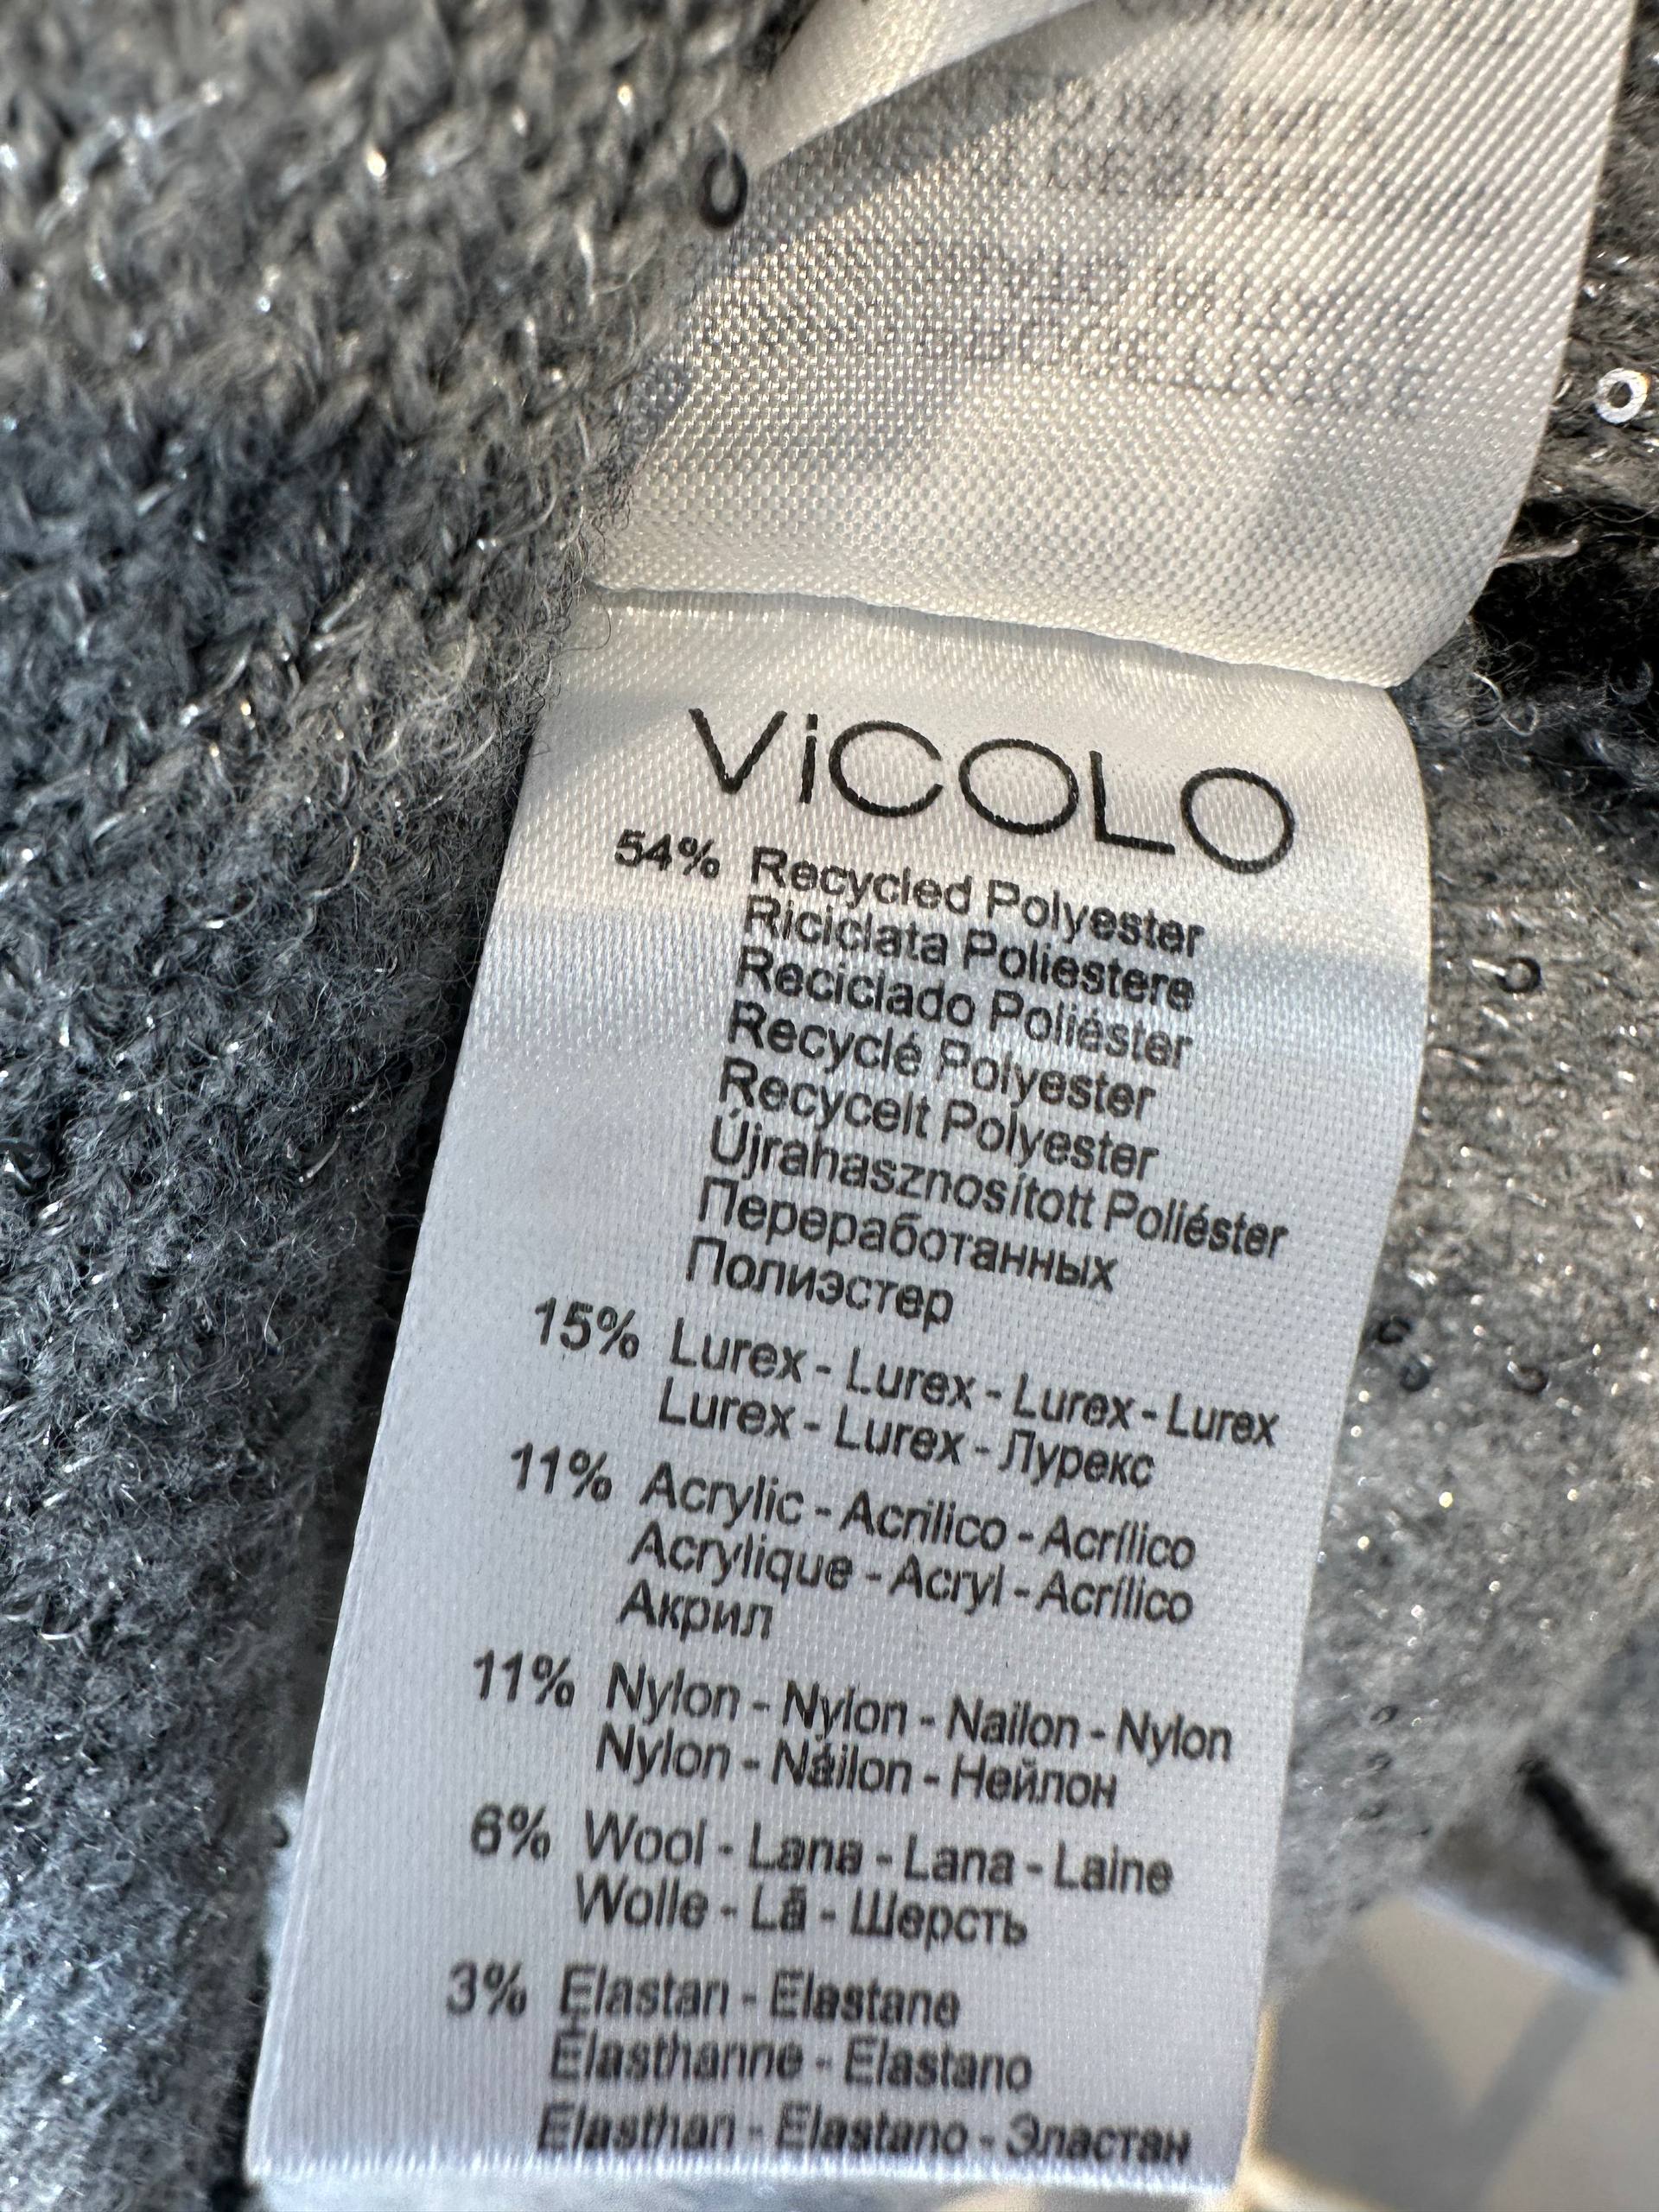 ViCOLO
54% Recycled Polyester
Riciclata Poliestere
Reciclado Poliéster
Recyclé Polyester
Recycelt Polyester
Újrahasznosított Poliéster
Переработанных
Полиэстер
15% Lurex - Lurex - Lurex - Lurex
Lurex - Lurex - Лурекс
11% Acrylic - Acrilico - Acrílico
Acrylique - Acryl - Acrílico
Акрил
11% Nylon - Nylon - Nailon - Nylon
Nylon - Náilon - Нейлон
6% Wool - Lana - Lana - Laine
Wolle - Lã - Шерсть
3% Elastan - Elastane
Élasthanne - Elastano
Elasthan - Elastano - Эластан